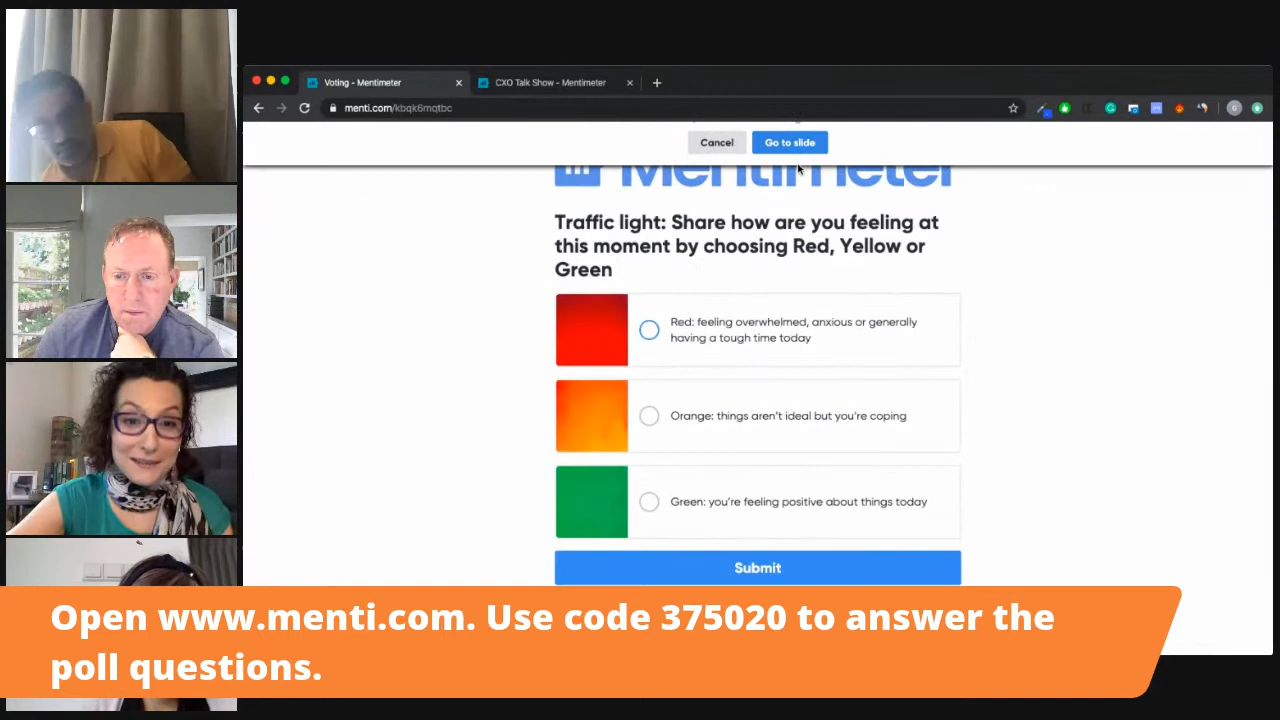 Voting - Mentimeter
CXO Talk Show - Mentimeter
menti.com/kbqk6mqtbc
Cancel
Go to slide
Mentimeter
Traffic light: Share how are you feeling at
this moment by choosing Red, Yellow or
Green
Red: feeling overwhelmed, anxious or generally
having a tough time today
Orange: things aren't ideal but you're coping
Green: you're feeling positive about things today
Submit
Open www.menti.com. Use code 375020 to answer the
poll questions.